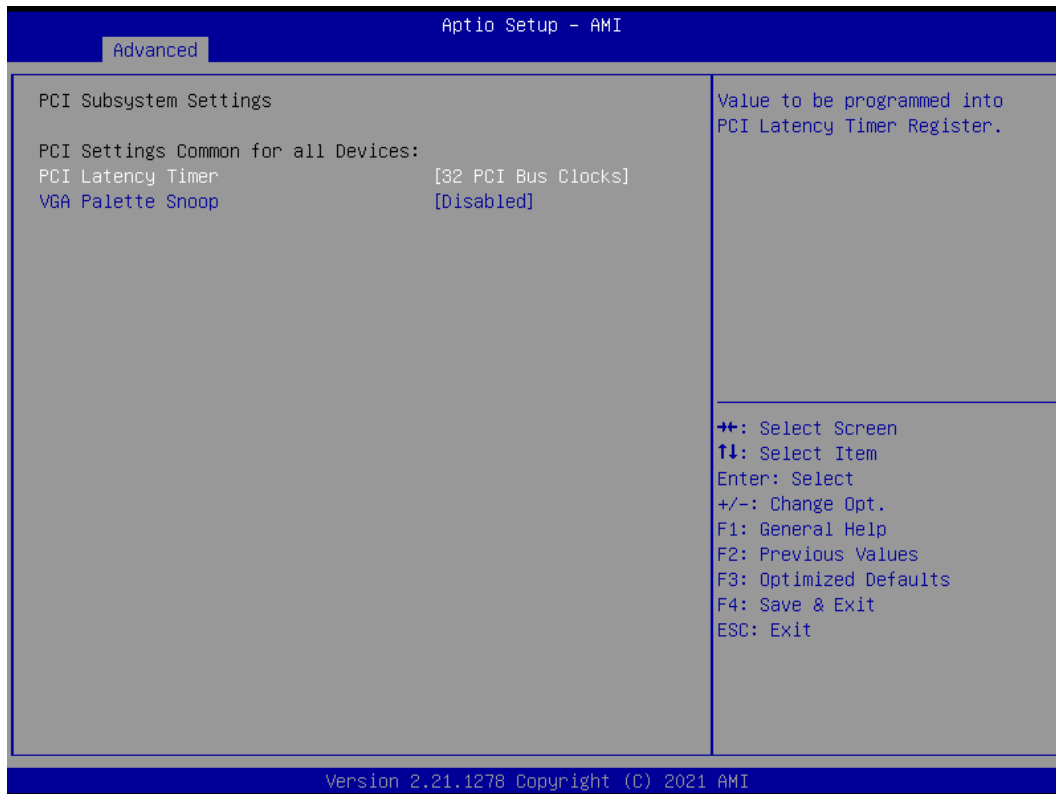 Aptio Setup – AMI
Advanced
PCI Subsystem Settings
PCI Settings Common for all Devices:
PCI Latency Timer [32 PCI Bus Clocks]
VGA Palette Snoop [Disabled]
Value to be programmed into
PCI Latency Timer Register.
→←: Select Screen
↑↓: Select Item
Enter: Select
+/-: Change Opt.
F1: General Help
F2: Previous Values
F3: Optimized Defaults
F4: Save & Exit
ESC: Exit
Version 2.21.1278 Copyright (C) 2021 AMI